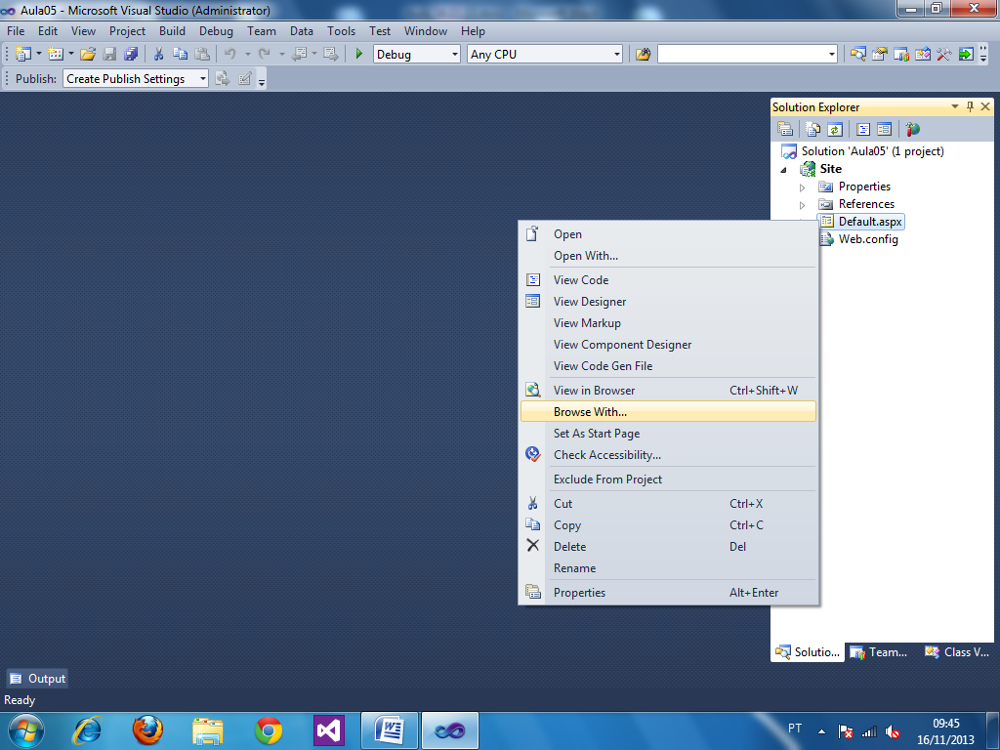 Aula05 - Microsoft Visual Studio (Administrator)
File Edit View Project Build Debug Team Data Tools Test Window Help
Debug Any CPU
Publish: Create Publish Settings
Solution Explorer
Solution 'Aula05' (1 project)
Site
Properties
References
Default.aspx
Web.config
Open
Open With...
View Code
View Designer
View Markup
View Component Designer
View Code Gen File
View in Browser Ctrl+Shift+W
Browse With...
Set As Start Page
Check Accessibility...
Exclude From Project
Cut Ctrl+X
Copy Ctrl+C
Delete Del
Rename
Properties Alt+Enter
Solutio... Team... Class V...
Output
Ready
PT
09:45
16/11/2013